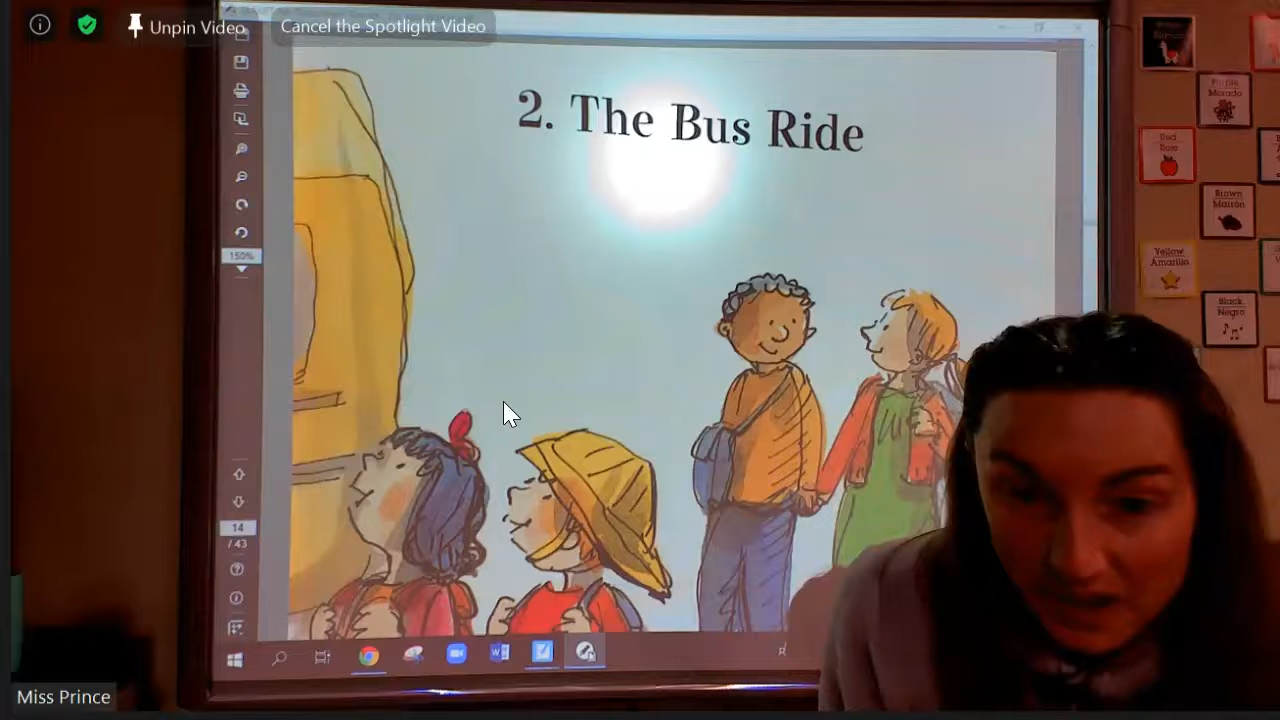 Unpin Video
Cancel the Spotlight Video
2. The Bus Ride
150%
14
/ 43
Purple
Morado
Red
Rojo
Brown
Marrón
Yellow
Amarillo
Black
Negro
Miss Prince